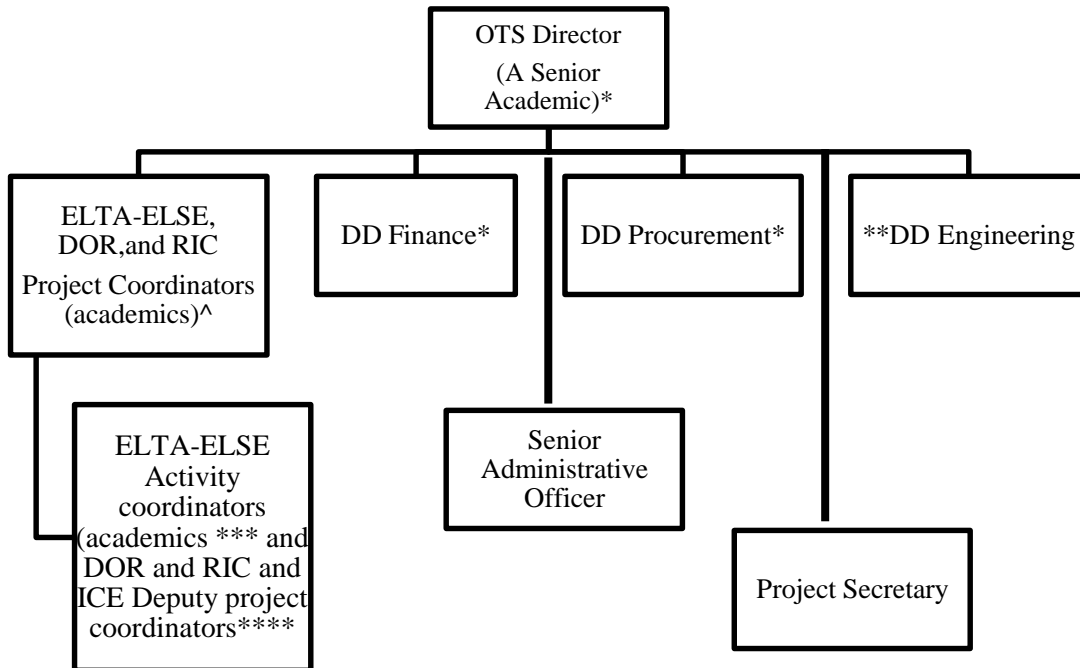 OTS Director
(A Senior
Academic)*
ELTA-ELSE,
DOR,and RIC
Project Coordinators
(academics)^
DD Finance*
DD Procurement*
**DD Engineering
ELTA-ELSE
Activity
coordinators
(academics *** and
DOR and RIC and
ICE Deputy project
coordinators****
Senior
Administrative
Officer
Project Secretary